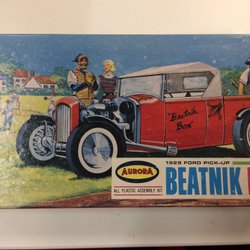 "Beatnik
Box"
1929 FORD PICK-UP
AURORA
ALL PLASTIC ASSEMBLY KIT
BEATNIK